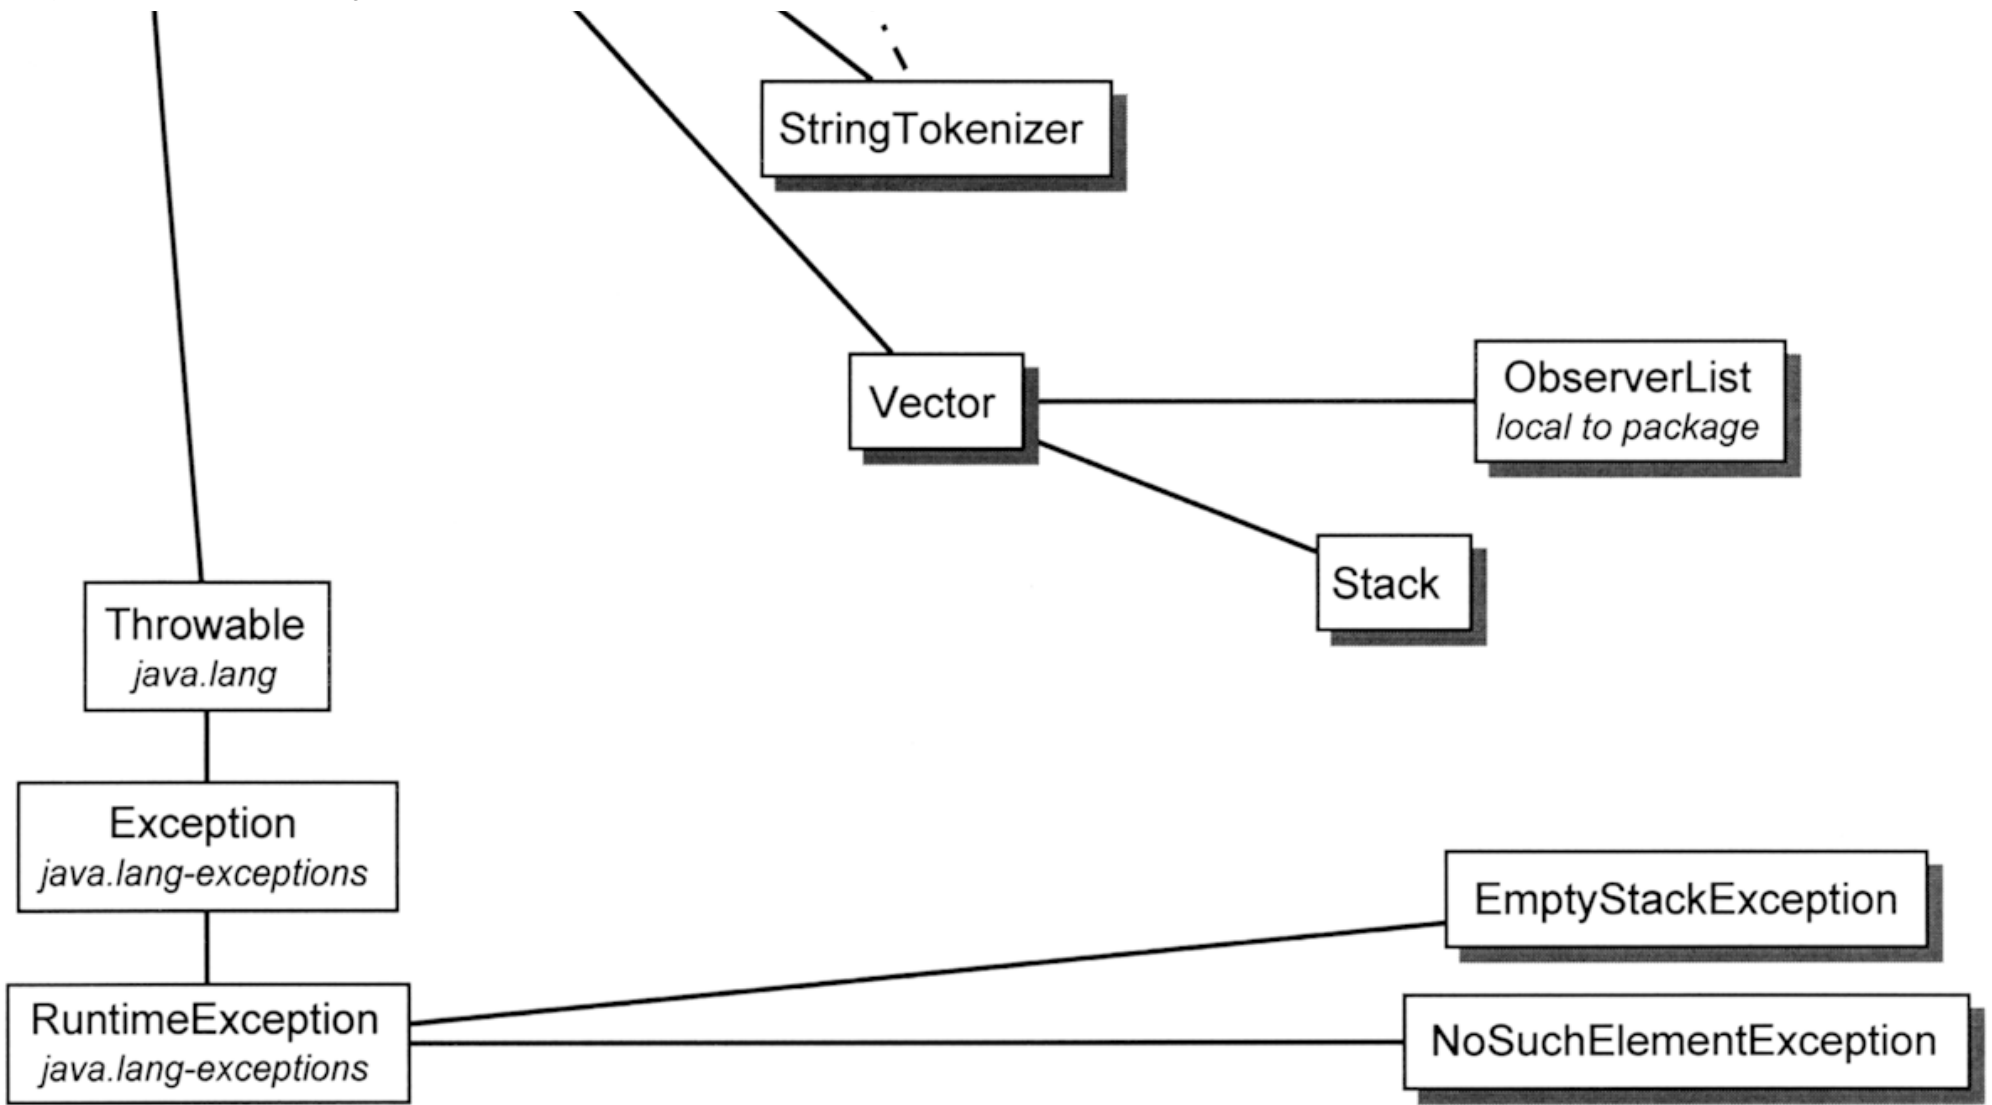 StringTokenizer
Vector
ObserverList
local to package
Stack
Throwable
java.lang
Exception
java.lang-exceptions
EmptyStackException
RuntimeException
java.lang-exceptions
NoSuchElementException